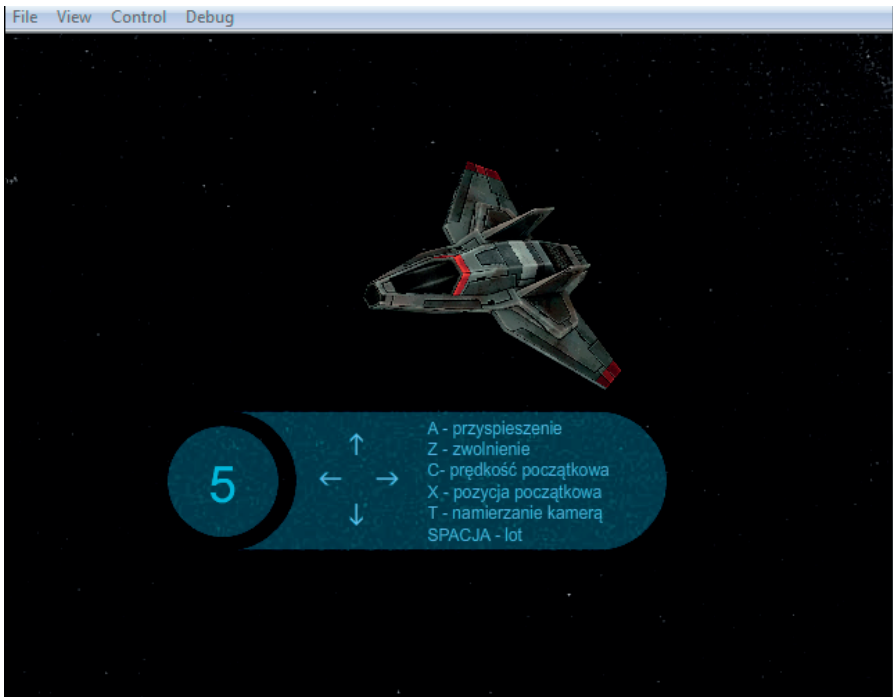 File View Control Debug
5
↑
← →
↓
A - przyspieszenie
Z - zwolnienie
C- prędkość początkowa
X - pozycja początkowa
T - namierzanie kamerą
SPACJA - lot